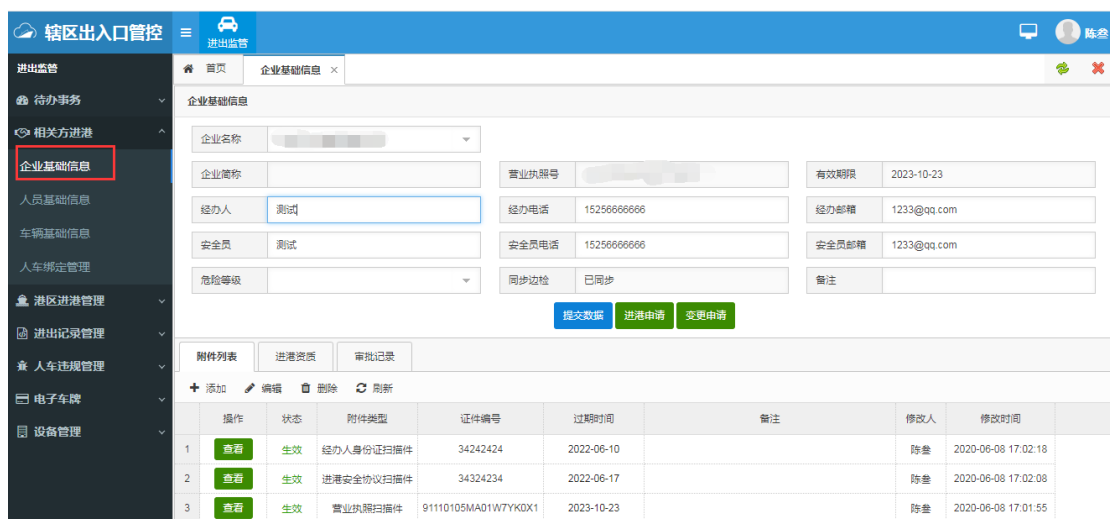 辖区出入口管控
进出监管
陈叁
进出监管
首页
企业基础信息
待办事务
相关方进港
企业基础信息
人员基础信息
车辆基础信息
人车绑定管理
港区进港管理
进出记录管理
人车违规管理
电子车牌
设备管理
企业基础信息
企业名称
企业简称 营业执照号 有效期限 2023-10-23
经办人 测试 经办电话 15256666666 经办邮箱 1233@qq.com
安全员 测试 安全员电话 15256666666 安全员邮箱 1233@qq.com
危险等级 同步边检 已同步 备注
提交数据 进港申请 变更申请
附件列表 进港资质 审批记录
添加 编辑 删除 刷新
操作 状态 附件类型 证件编号 过期时间 备注 修改人 修改时间
1 查看 生效 经办人身份证扫描件 34242424 2022-06-10 陈叁 2020-06-08 17:02:18
2 查看 生效 进港安全协议扫描件 34324234 2022-06-17 陈叁 2020-06-08 17:02:08
3 查看 生效 营业执照扫描件 91110105MA01W7YK0X1 2023-10-23 陈叁 2020-06-08 17:01:55